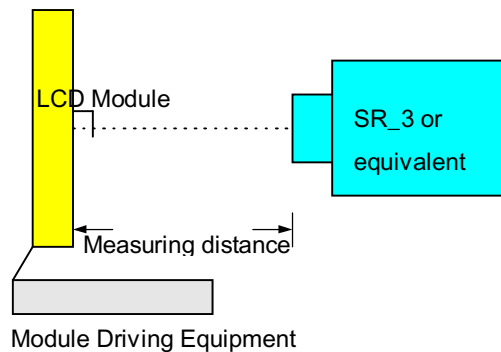 LCD Module
SR_3 or
equivalent
Measuring distance
Module Driving Equipment